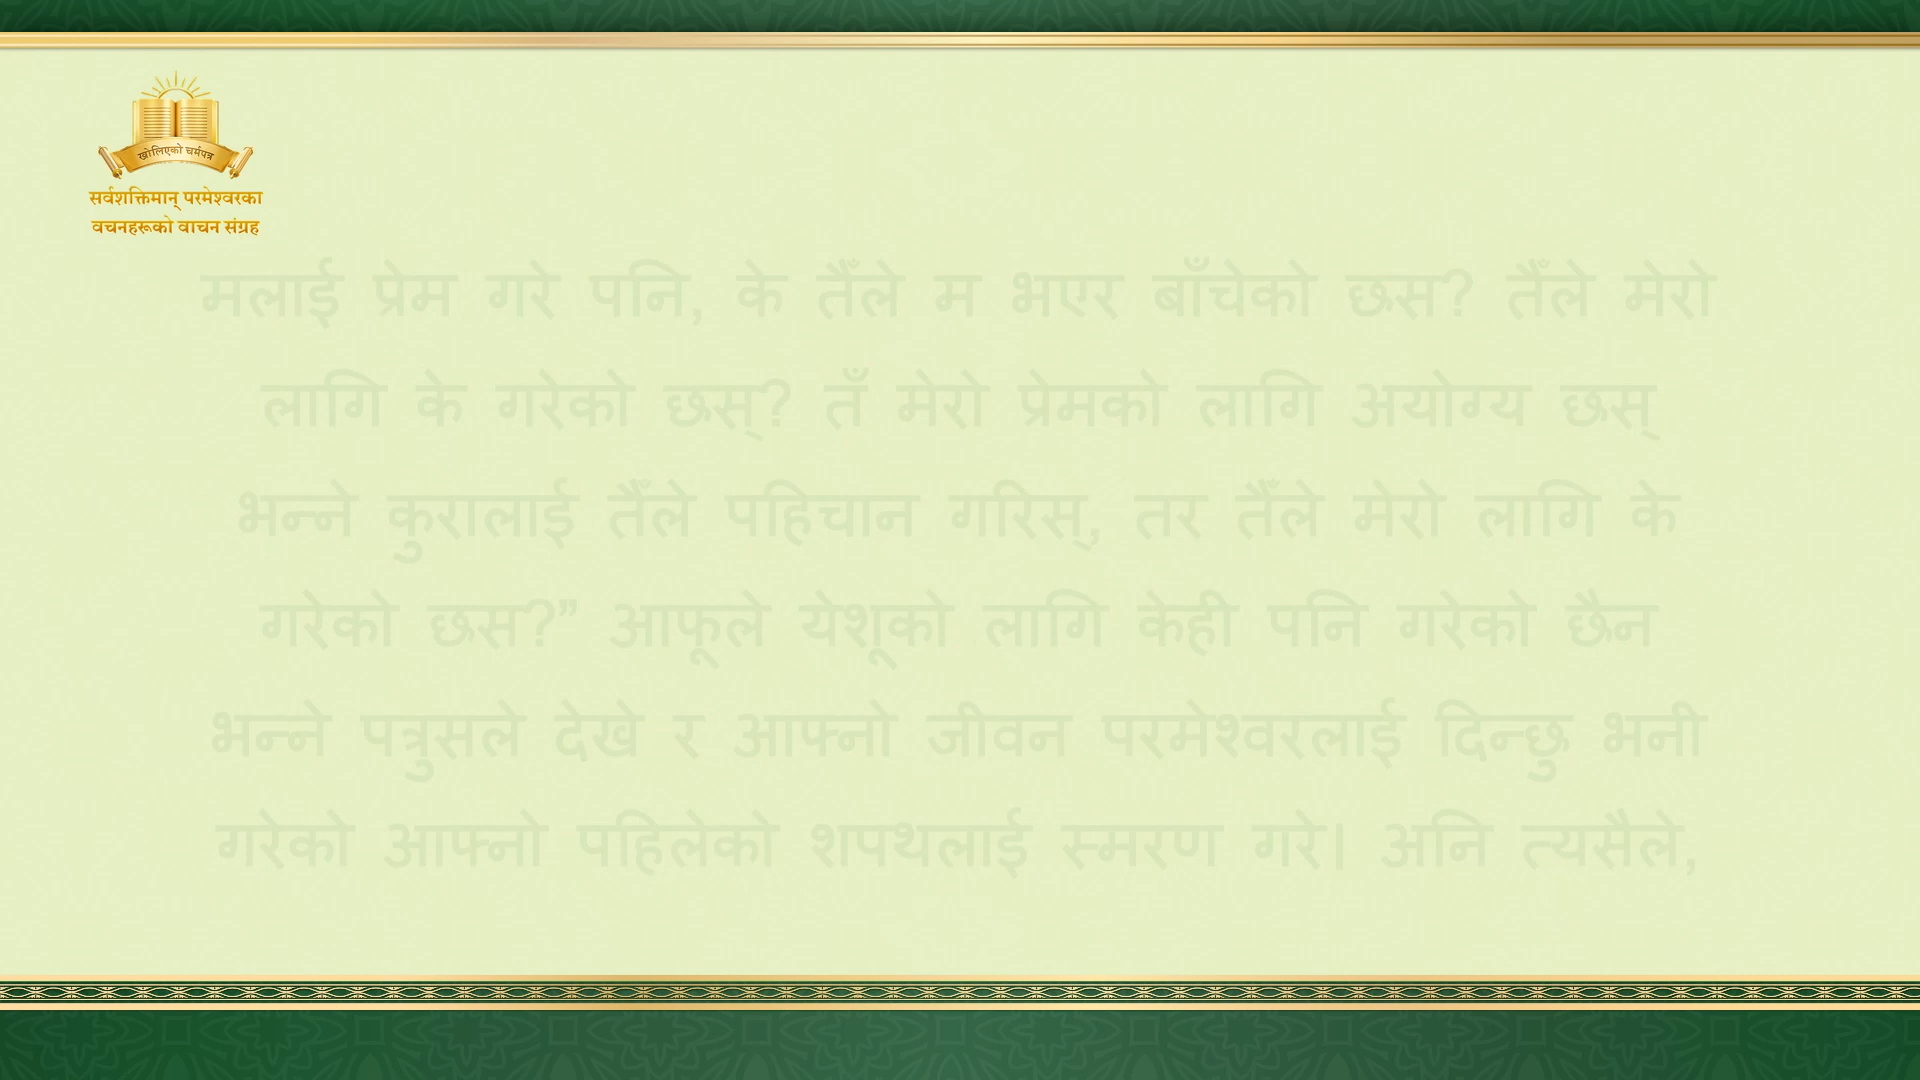 खोलिएको चर्मपत्र
सर्वशक्तिमान् परमेश्‍वरका
वचनहरूको वाचन संग्रह
मलाई प्रेम गरे पनि, के तैँले म भएर बाँचेको छस? तैँले मेरो
लागि के गरेको छस्? तँ मेरो प्रेमको लागि अयोग्य छस्
भन्‍ने कुरालाई तैँले पहिचान गरिस्, तर तैँले मेरो लागि के
गरेको छस?” आफूले येशूको लागि केही पनि गरेको छैन
भन्‍ने पत्रुसले देखे र आफ्नो जीवन परमेश्‍वरलाई दिन्छु भनी
गरेको आफ्नो पहिलेको शपथलाई स्मरण गरे। अनि त्यसैले,